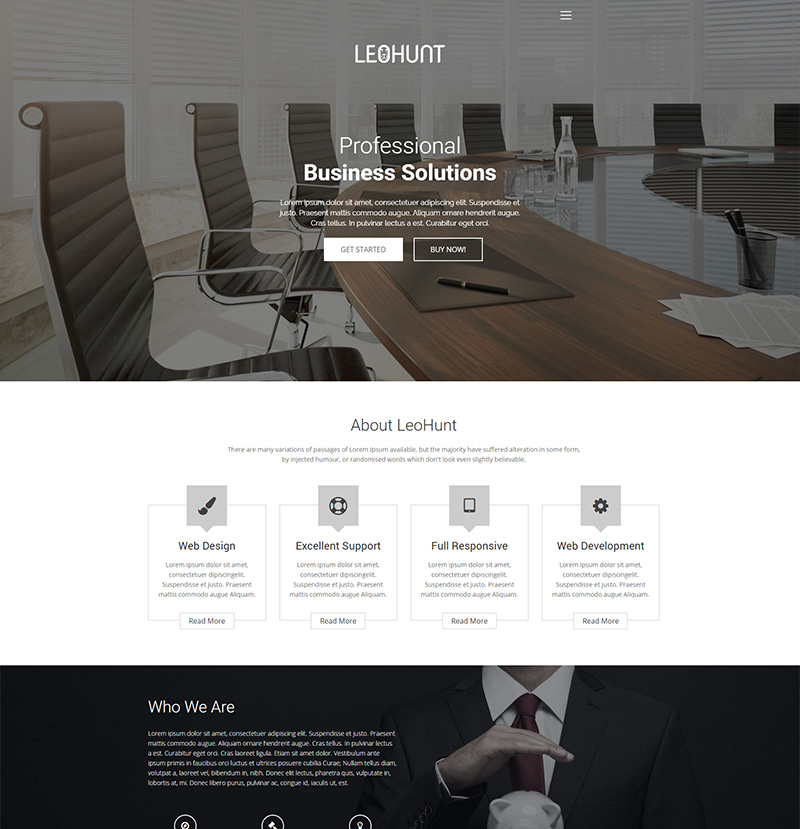 LEOHUNT
Professional
Business Solutions
Lorem ipsum dolor sit amet, consectetuer adipiscing elit. Suspendisse et
justo. Praesent mattis commodo augue. Aliquam ornare hendrerit augue.
Cras tellus. In pulvinar lectus a est. Curabitur eget orci.
GET STARTED
BUY NOW!
About LeoHunt
There are many variations of passages of Lorem Ipsum available, but the majority have suffered alteration in some form,
by injected humour, or randomised words which don't look even slightly believable.
Web Design
Lorem ipsum dolor sit amet,
consectetuer dipiscingelit.
Suspendisse et justo. Praesent
mattis commodo augue Aliquam.
Read More
Excellent Support
Lorem ipsum dolor sit amet,
consectetuer dipiscingelit.
Suspendisse et justo. Praesent
mattis commodo augue Aliquam.
Read More
Full Responsive
Lorem ipsum dolor sit amet,
consectetuer dipiscingelit.
Suspendisse et justo. Praesent
mattis commodo augue Aliquam.
Read More
Web Development
Lorem ipsum dolor sit amet,
consectetuer dipiscingelit.
Suspendisse et justo. Praesent
mattis commodo augue Aliquam.
Read More
Who We Are
Lorem ipsum dolor sit amet, consectetuer adipiscing elit. Suspendisse et justo. Praesent
mattis commodo augue. Aliquam ornare hendrerit augue. Cras tellus. In pulvinar lectus
a est. Curabitur eget orci. Cras laoreet ligula. Etiam sit amet dolor. Vestibulum ante
ipsum primis in faucibus orci luctus et ultrices posuere cubilia Curae; Nullam tellus diam,
volutpat a, laoreet vel, bibendum in, nibh. Donec elit lectus, pharetra quis, vulputate in,
lobortis at, mi. Donec libero purus, pulvinar ac, congue id, iaculis ut, est.